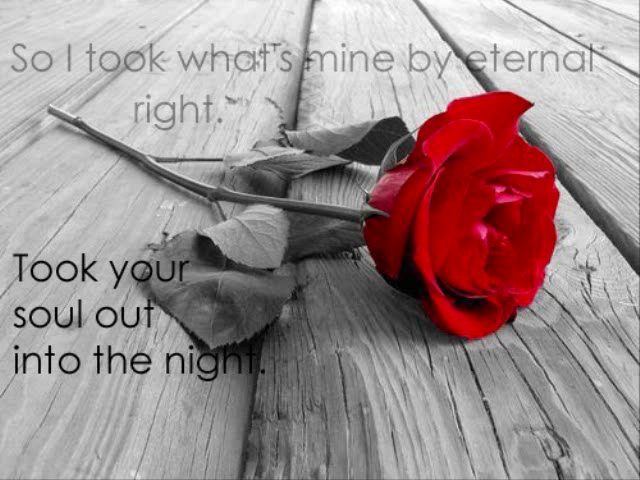 So I took what's mine by eternal
right.
Took your
soul out
into the night.